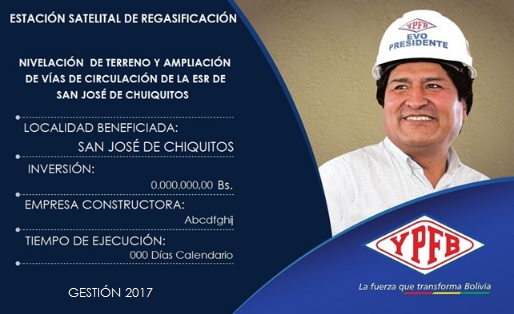 ESTACIÓN SATELITAL DE REGASIFICACIÓN
NIVELACIÓN DE TERRENO Y AMPLIACIÓN
DE VÍAS DE CIRCULACIÓN DE LA ESR DE
SAN JOSÉ DE CHUIQUITOS
LOCALIDAD BENEFICIADA:
SAN JOSÉ DE CHIQUITOS
INVERSIÓN:
0.000.000,00 Bs.
EMPRESA CONSTRUCTORA:
Abcdfghij
TIEMPO DE EJECUCIÓN:
000 Días Calendario
GESTIÓN 2017
YPFB
EVO
PRESIDENTE
YPFB
La fuerza que transforma Bolivia